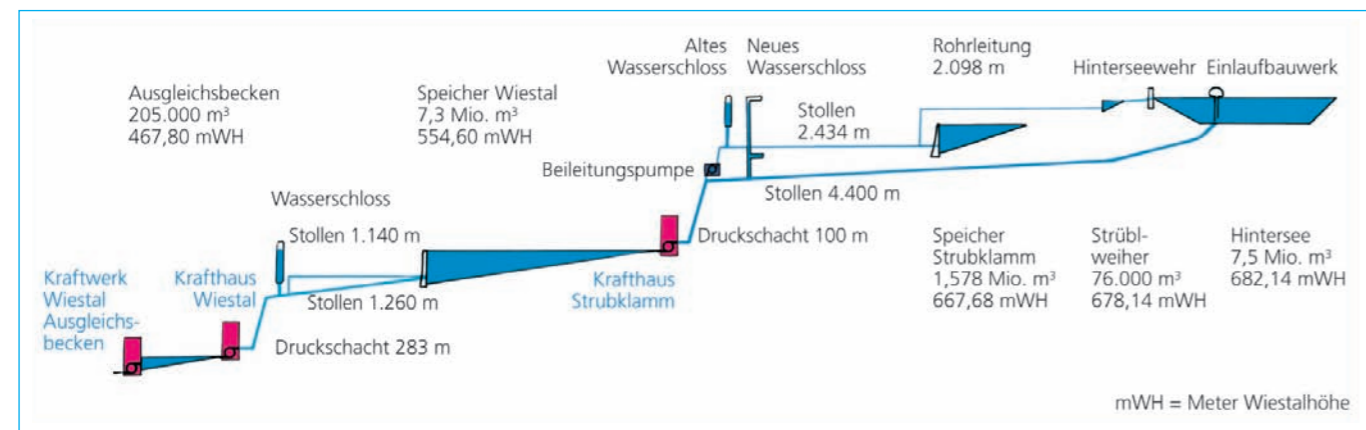 Altes
Wasserschloss
Neues
Wasserschloss
Rohrleitung
2.098 m
Hinterseewehr
Einlaufbauwerk
Ausgleichsbecken
205.000 m³
467,80 mWH
Speicher Wiestal
7,3 Mio. m³
554,60 mWH
Stollen
2.434 m
Beileitungspumpe
Stollen 4.400 m
Wasserschloss
Stollen 1.140 m
Druckschacht 100 m
Speicher
Strubklamm
1,578 Mio. m³
667,68 mWH
Strübl-
weiher
76.000 m³
678,14 mWH
Hintersee
7,5 Mio. m³
682,14 mWH
Kraftwerk
Wiestal
Ausgleichs-
becken
Krafthaus
Wiestal
Stollen 1.260 m
Krafthaus
Strubklamm
Druckschacht 283 m
mWH = Meter Wiestalhöhe